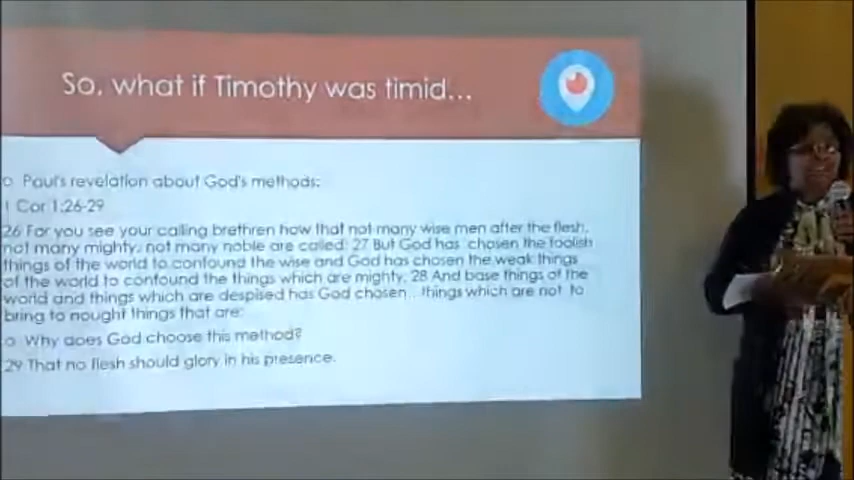 So, what if Timothy was timid...
o Paul's revelation about God's methods:
1 Cor 1:26-29
26 For you see your calling brethren how that not many wise men after the flesh,
not many mighty, not many noble are called: 27 But God has chosen the foolish
things of the world to confound the wise and God has chosen the weak things
of the world to confound the things which are mighty. 28 And base things of the
world and things which are despised has God chosen.. things which are not to
bring to nought things that are:
o Why does God choose this method?
29 That no flesh should glory in his presence.